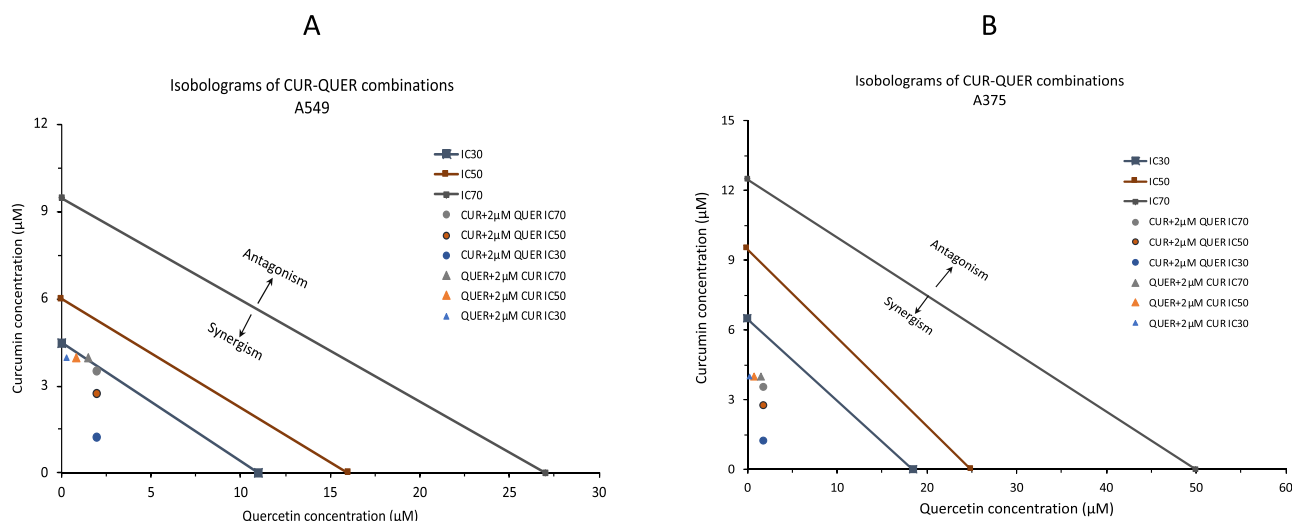 A
Isobolograms of CUR-QUER combinations
A549
12
9
6
3
0
0
5
10
15
20
25
30
Curcumin concentration (μM)
Quercetin concentration (μM)
Antagonism
Synergism
IC30
IC50
IC70
CUR+2μM QUER IC70
CUR+2μM QUER IC50
CUR+2μM QUER IC30
QUER+2μM CUR IC70
QUER+2μM CUR IC50
QUER+2μM CUR IC30
B
Isobolograms of CUR-QUER combinations
A375
15
12
9
6
3
0
0
10
20
30
40
50
60
Curcumin concentration (μM)
Quercetin concentration (μM)
Antagonism
Synergism
IC30
IC50
IC70
CUR+2μM QUER IC70
CUR+2μM QUER IC50
CUR+2μM QUER IC30
QUER+2μM CUR IC70
QUER+2μM CUR IC50
QUER+2μM CUR IC30